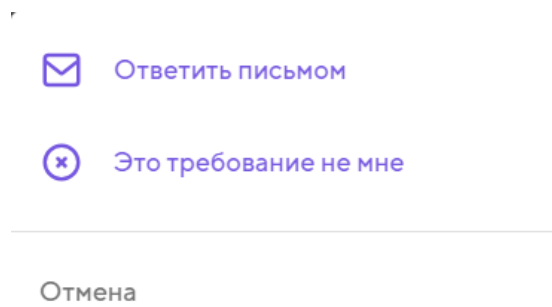 Ответить письмом
Это требование не мне
Отмена